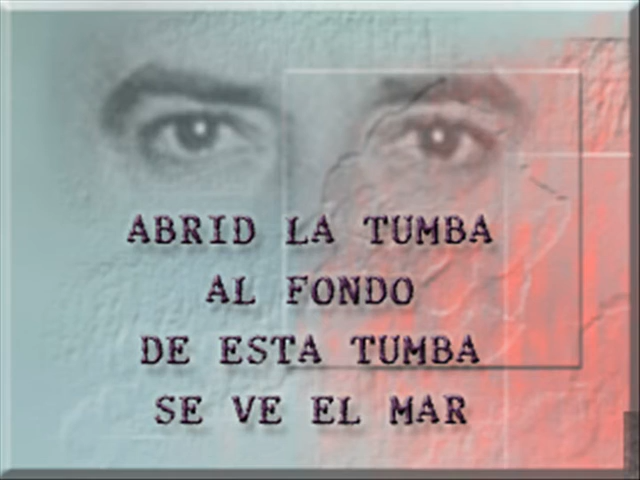 ABRID LA TUMBA
AL FONDO
DE ESTA TUMBA
SE VE EL MAR